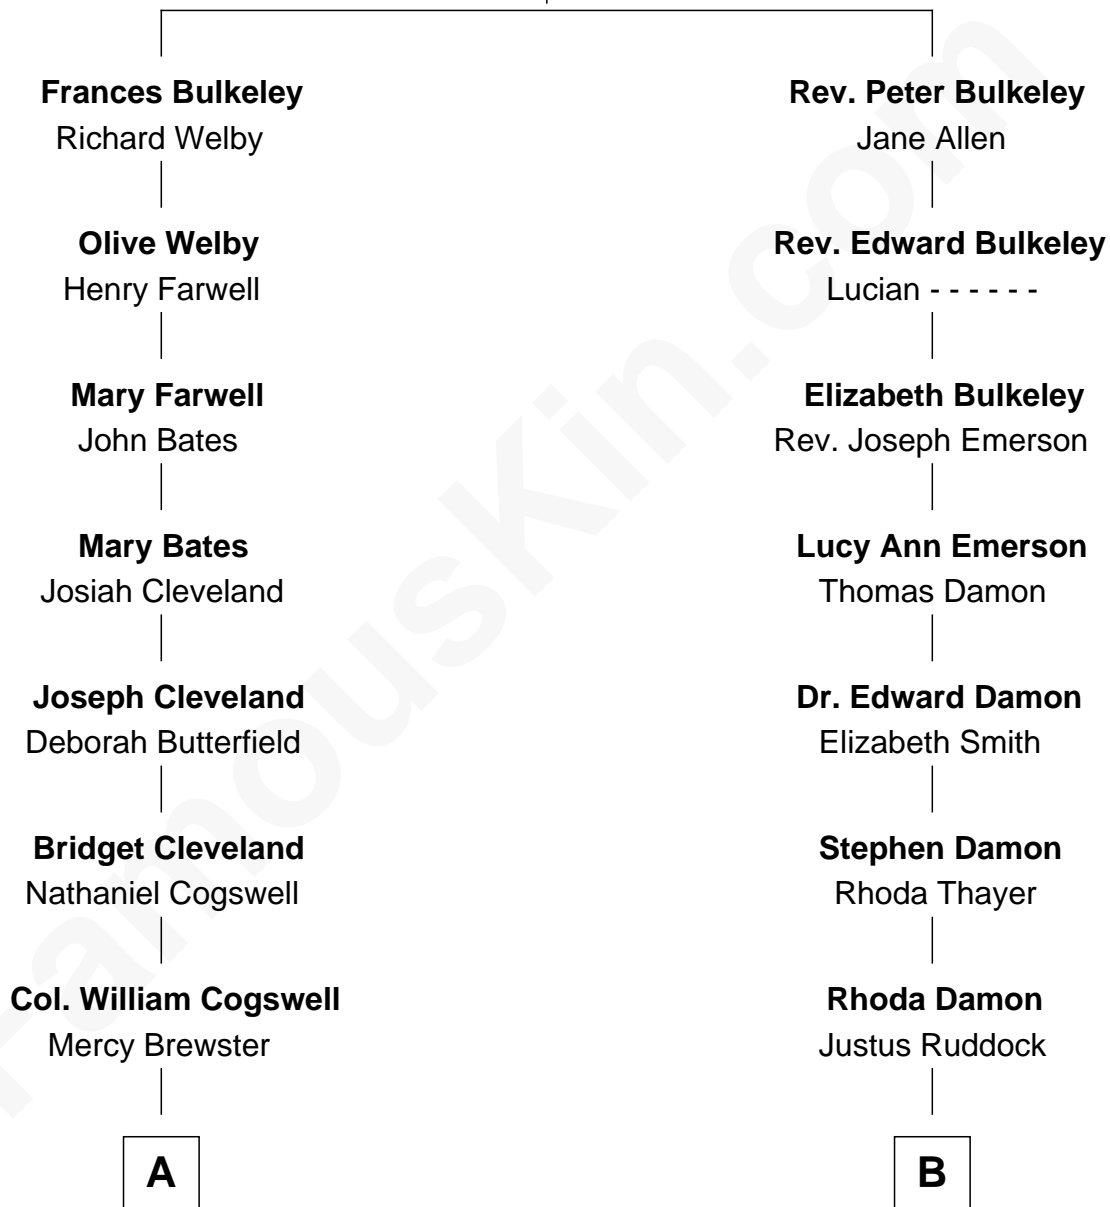 Frances Bulkeley
Richard Welby
Olive Welby
Henry Farwell
Mary Farwell
John Bates
Mary Bates
Josiah Cleveland
Joseph Cleveland
Deborah Butterfield
Bridget Cleveland
Nathaniel Cogswell
Col. William Cogswell
Mercy Brewster
A
Rev. Peter Bulkeley
Jane Allen
Rev. Edward Bulkeley
Lucian - - - - - -
Elizabeth Bulkeley
Rev. Joseph Emerson
Lucy Ann Emerson
Thomas Damon
Dr. Edward Damon
Elizabeth Smith
Stephen Damon
Rhoda Thayer
Rhoda Damon
Justus Ruddock
B
FamousKin.com